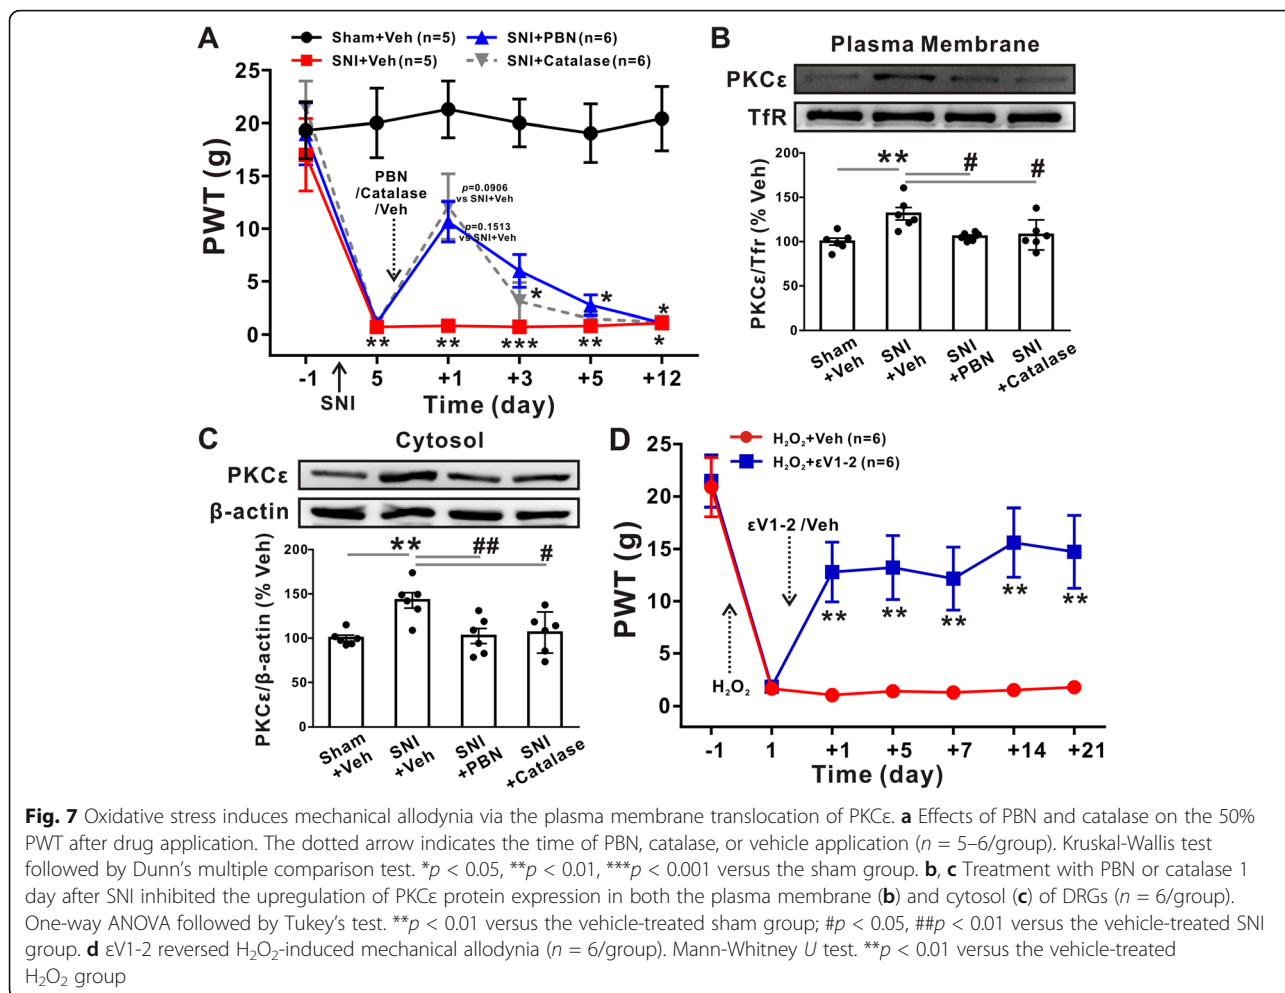 A
Sham+Veh (n=5)
SNI+PBN (n=6)
SNI+Veh (n=5)
SNI+Catalase (n=6)
25
20
15
10
5
0
PWT (g)
PBN
/Catalase
/Veh
p=0.0906
vs SNI+Veh
p=0.1513
vs SNI+Veh
*
*
*
** ** *** ** *
-1 5 +1 +3 +5 +12
SNI
Time (day)
B
Plasma Membrane
PKCε
TfR
200
150
100
50
0
PKCε/Tfr (% Veh)
** # #
Sham
+Veh
SNI
+Veh
SNI
+PBN
SNI
+Catalase
C
Cytosol
PKCε
β-actin
200
150
100
50
0
PKCε/β-actin (% Veh)
** ## #
Sham
+Veh
SNI
+Veh
SNI
+PBN
SNI
+Catalase
D
H₂O₂+Veh (n=6)
H₂O₂+εV1-2 (n=6)
25
20
15
10
5
0
PWT (g)
εV1-2 /Veh
H₂O₂
** ** ** ** **
-1 1 +1 +5 +7 +14 +21
Time (day)
Fig. 7 Oxidative stress induces mechanical allodynia via the plasma membrane translocation of PKCε. a Effects of PBN and catalase on the 50%
PWT after drug application. The dotted arrow indicates the time of PBN, catalase, or vehicle application (n = 5–6/group). Kruskal-Wallis test
followed by Dunn's multiple comparison test. *p < 0.05, **p < 0.01, ***p < 0.001 versus the sham group. b, c Treatment with PBN or catalase 1
day after SNI inhibited the upregulation of PKCε protein expression in both the plasma membrane (b) and cytosol (c) of DRGs (n = 6/group).
One-way ANOVA followed by Tukey's test. **p < 0.01 versus the vehicle-treated sham group; #p < 0.05, ##p < 0.01 versus the vehicle-treated SNI
group. d εV1-2 reversed H₂O₂-induced mechanical allodynia (n = 6/group). Mann-Whitney U test. **p < 0.01 versus the vehicle-treated
H₂O₂ group